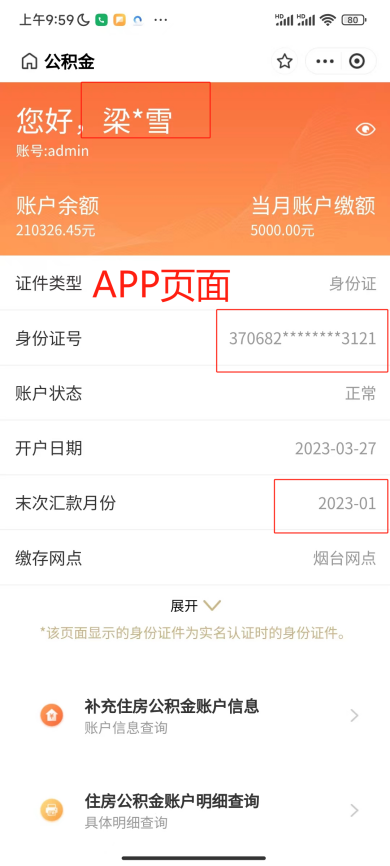 上午9:59
HD HD 80
公积金
您好，梁*雪
账号:admin
账户余额 当月账户缴额
210326.45元 5000.00元
证件类型 APP页面 身份证
身份证号 370682********3121
账户状态 正常
开户日期 2023-03-27
末次汇款月份 2023-01
缴存网点 烟台网点
展开
*该页面显示的身份证件为实名认证时的身份证件。
补充住房公积金账户信息
账户信息查询
住房公积金账户明细查询
具体明细查询